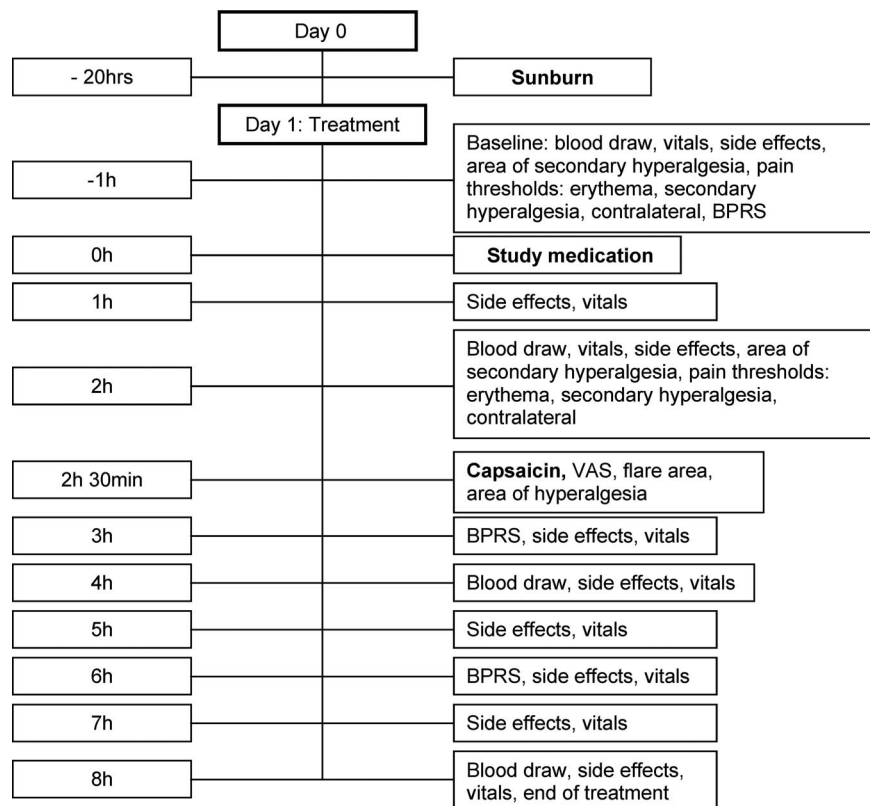 Day 0
- 20hrs
Sunburn
Day 1: Treatment
-1h
Baseline: blood draw, vitals, side effects,
area of secondary hyperalgesia, pain
thresholds: erythema, secondary
hyperalgesia, contralateral, BPRS
0h
Study medication
1h
Side effects, vitals
2h
Blood draw, vitals, side effects, area of
secondary hyperalgesia, pain thresholds:
erythema, secondary hyperalgesia,
contralateral
2h 30min
Capsaicin, VAS, flare area,
area of hyperalgesia
3h
BPRS, side effects, vitals
4h
Blood draw, side effects, vitals
5h
Side effects, vitals
6h
BPRS, side effects, vitals
7h
Side effects, vitals
8h
Blood draw, side effects,
vitals, end of treatment